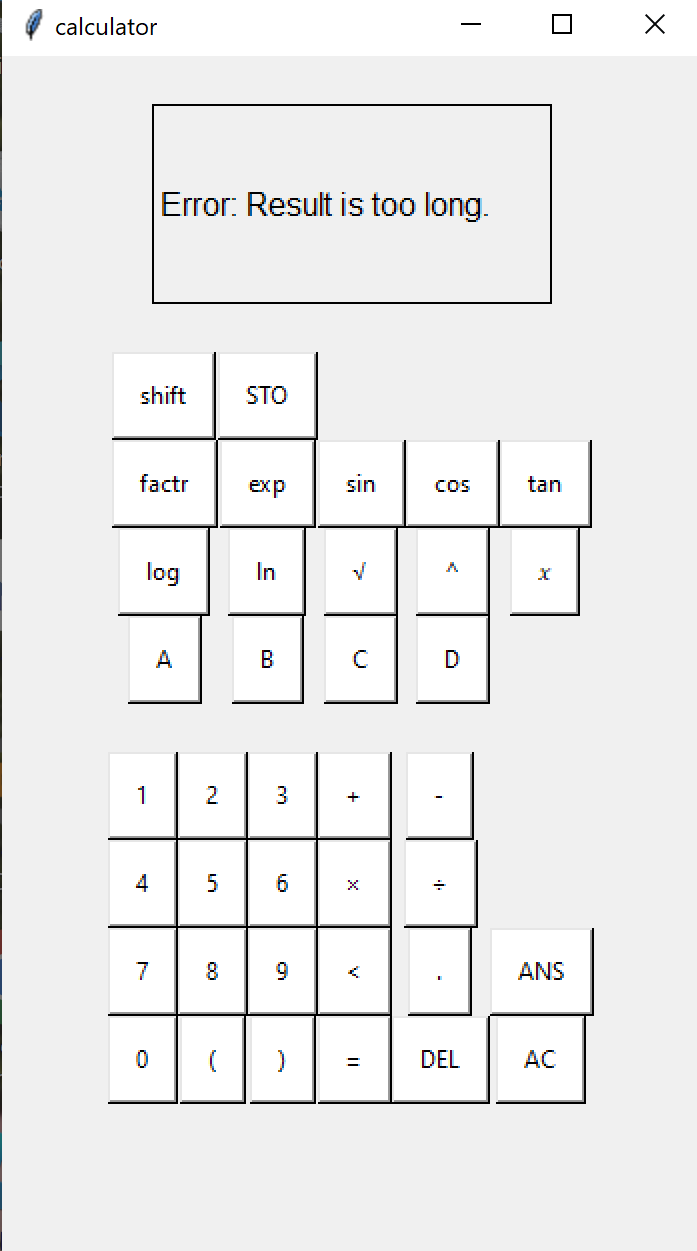 calculator
Error: Result is too long.
shift STO
factr exp sin cos tan
log ln √ ^ x
A B C D
1 2 3 + -
4 5 6 × ÷
7 8 9 < . ANS
0 ( ) = DEL AC